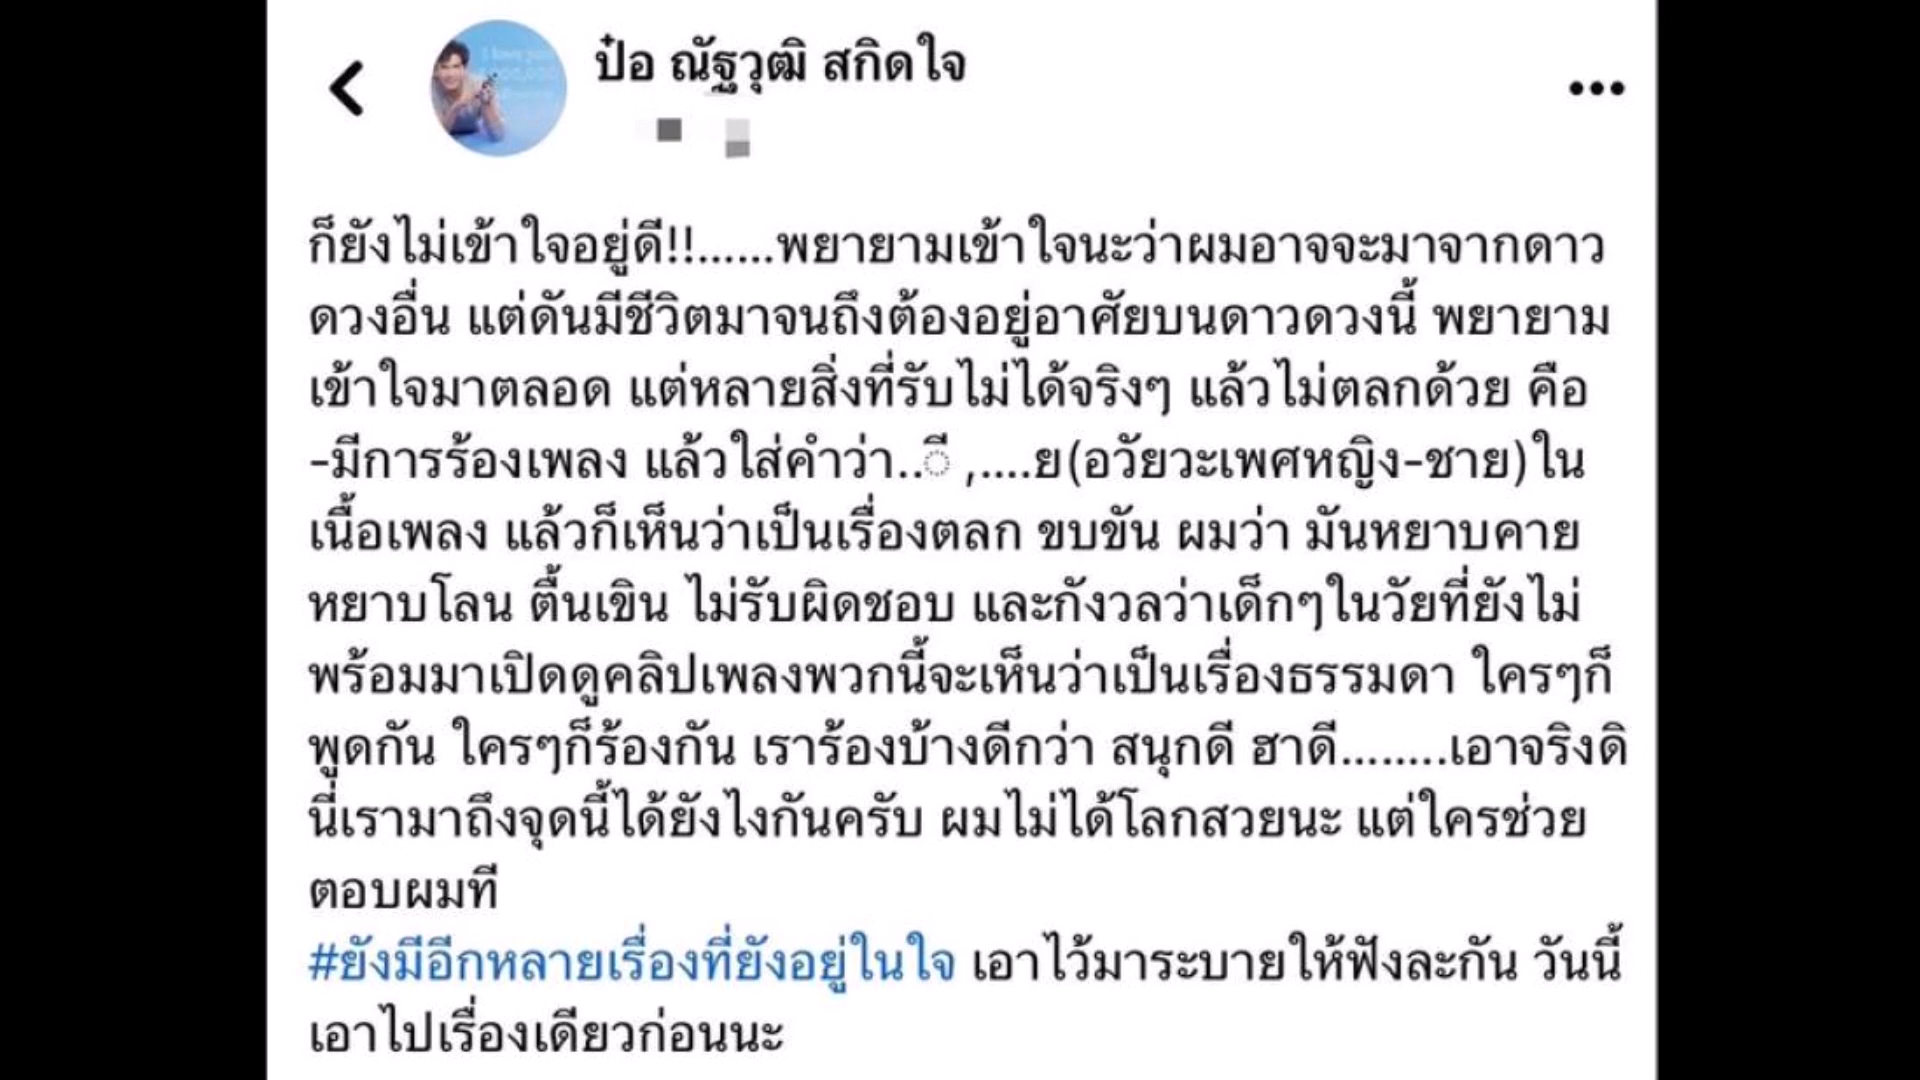 ป๋อ ณัฐวุฒิ สกิดใจ
ก็ยังไม่เข้าใจอยู่ดี!!......พยายามเข้าใจนะว่าผมอาจจะมาจากดาว
ดวงอื่น แต่ดันมีชีวิตมาจนถึงต้องอยู่อาศัยบนดาวดวงนี้ พยายาม
เข้าใจมาตลอด แต่หลายสิ่งที่รับไม่ได้จริงๆ แล้วไม่ตลกด้วย คือ
-มีการร้องเพลง แล้วใส่คำว่า..ี ,....ย(อวัยวะเพศหญิง-ชาย)ใน
เนื้อเพลง แล้วก็เห็นว่าเป็นเรื่องตลก ขบขัน ผมว่า มันหยาบคาย
หยาบโลน ตื้นเขิน ไม่รับผิดชอบ และกังวลว่าเด็กๆในวัยที่ยังไม่
พร้อมมาเปิดดูคลิปเพลงพวกนี้จะเห็นว่าเป็นเรื่องธรรมดา ใครๆก็
พูดกัน ใครๆก็ร้องกัน เราร้องบ้างดีกว่า สนุกดี ฮาดี........เอาจริงดิ
นี่เรามาถึงจุดนี้ได้ยังไงกันครับ ผมไม่ได้โลกสวยนะ แต่ใครช่วย
ตอบผมที
#ยังมีอีกหลายเรื่องที่ยังอยู่ในใจ เอาไว้มาระบายให้ฟังละกัน วันนี้
เอาไปเรื่องเดียวก่อนนะ